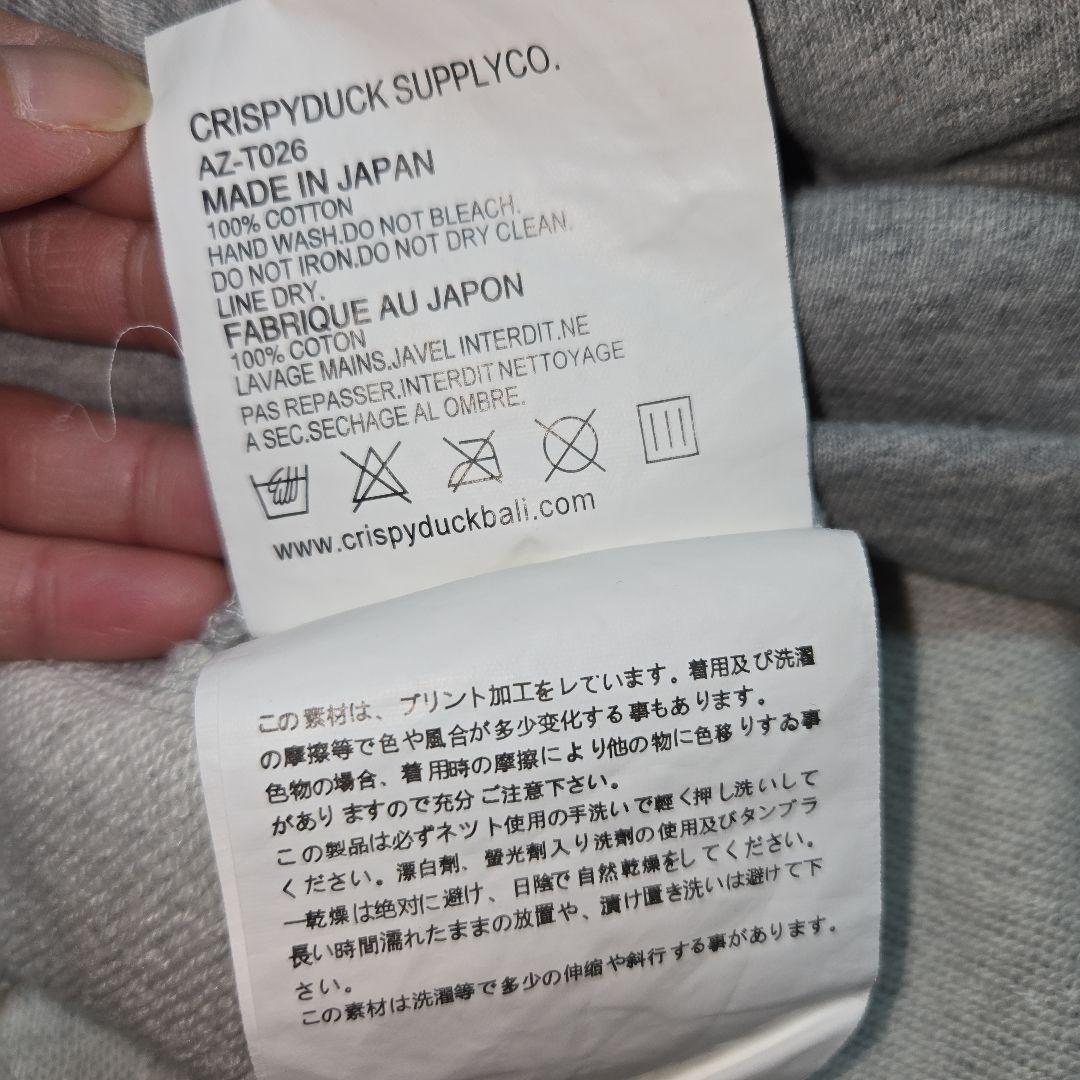 CRISPYDUCK SUPPLYCO.
AZ-T026
MADE IN JAPAN
100% COTTON
HAND WASH.DO NOT BLEACH.
DO NOT IRON.DO NOT DRY CLEAN.
LINE DRY.
FABRIQUE AU JAPON
100% COTON
LAVAGE MAINS.JAVEL INTERDIT.NE
PAS REPASSER.INTERDIT NETTOYAGE
A SEC.SECHAGE AL OMBRE.
www.crispyduckbali.com
この素材は、プリント加工をレています。着用及ぴ洗濯
の摩擦等で色や風合が多少变化する事もあります。
色物の場合、着用時の摩擦により他の物に色移りすゐ事
がありますので充分ご注意下さい。
この製品は必ずネツト使用の手洗いで軽く押し洗いして
ください。漂白劑、螢光劑入り洗劑の使用及びタンブラ
一乾燥は绝対に避け、日陰で自然乾燥をしてください。
長い時間濡れたままの放置や、漬け置き洗いは避けて下
さい。
この素材は洗濯等で多少の伸缩や斜行する事があります。